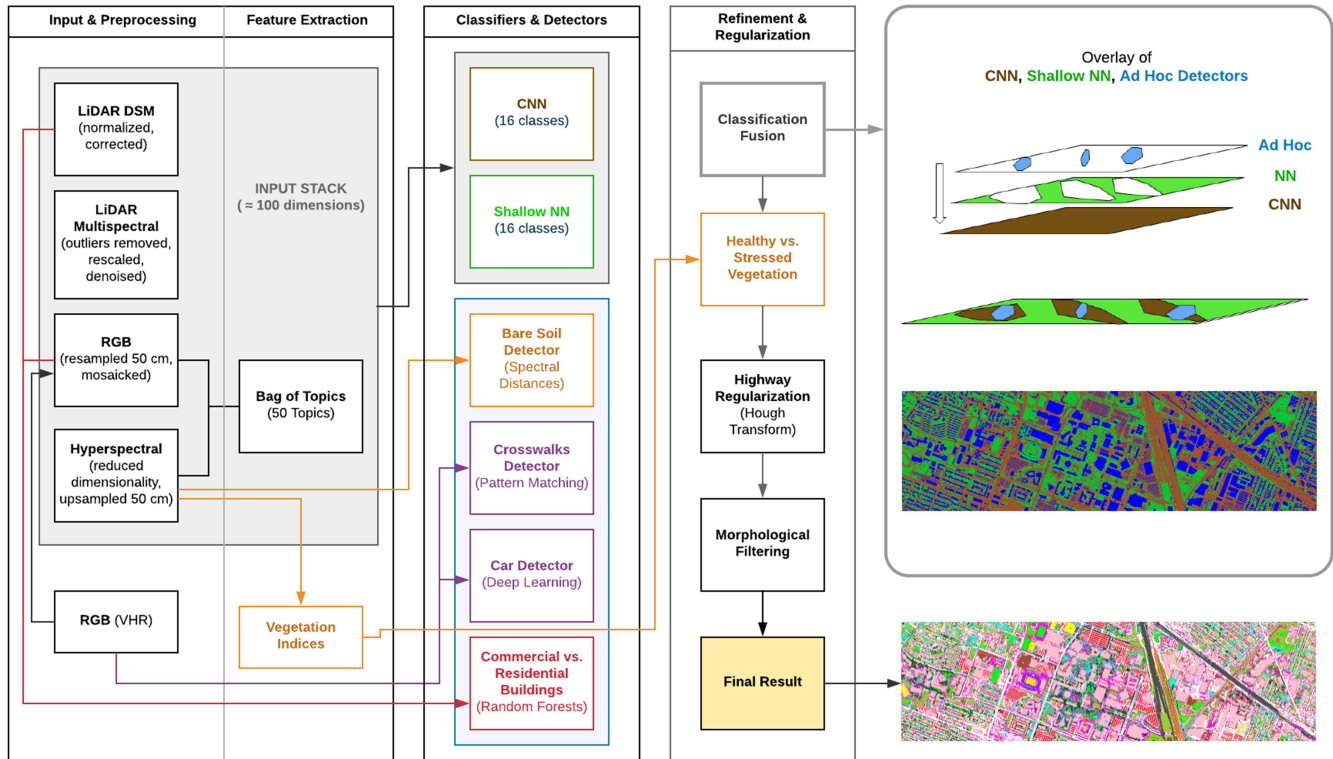 Input & Preprocessing
Feature Extraction
LiDAR DSM
(normalized,
corrected)
LiDAR
Multispectral
(outliers removed,
rescaled,
denoised)
RGB
(resampled 50 cm,
mosaicked)
Hyperspectral
(reduced
dimensionality,
upsampled 50 cm)
RGB (VHR)
INPUT STACK
( ≈ 100 dimensions)
Bag of Topics
(50 Topics)
Vegetation
Indices
Classifiers & Detectors
CNN
(16 classes)
Shallow NN
(16 classes)
Bare Soil
Detector
(Spectral
Distances)
Crosswalks
Detector
(Pattern Matching)
Car Detector
(Deep Learning)
Commercial vs.
Residential
Buildings
(Random Forests)
Refinement &
Regularization
Classification
Fusion
Healthy vs.
Stressed
Vegetation
Highway
Regularization
(Hough
Transform)
Morphological
Filtering
Final Result
Overlay of
CNN, Shallow NN, Ad Hoc Detectors
Ad Hoc
NN
CNN